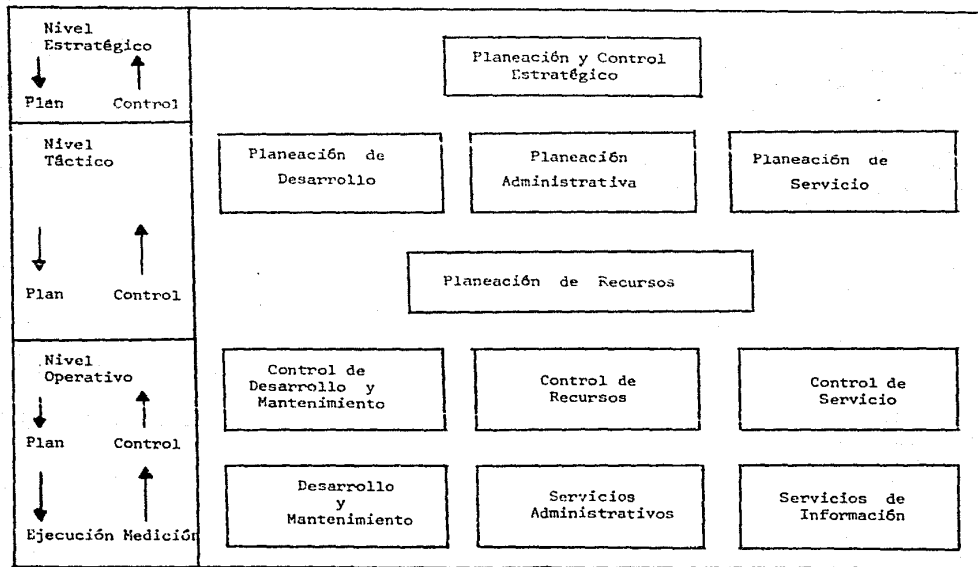 Nivel
Estratégico
Plan Control
Planeación y Control
Estratégico
Nivel
Táctico
Plan Control
Planeación de
Desarrollo
Planeación
Administrativa
Planeación de
Servicio
Planeación de Recursos
Nivel
Operativo
Plan Control
Ejecución Medición
Control de
Desarrollo y
Mantenimiento
Control de
Recursos
Control de
Servicio
Desarrollo
y
Mantenimiento
Servicios
Administrativos
Servicios de
Información